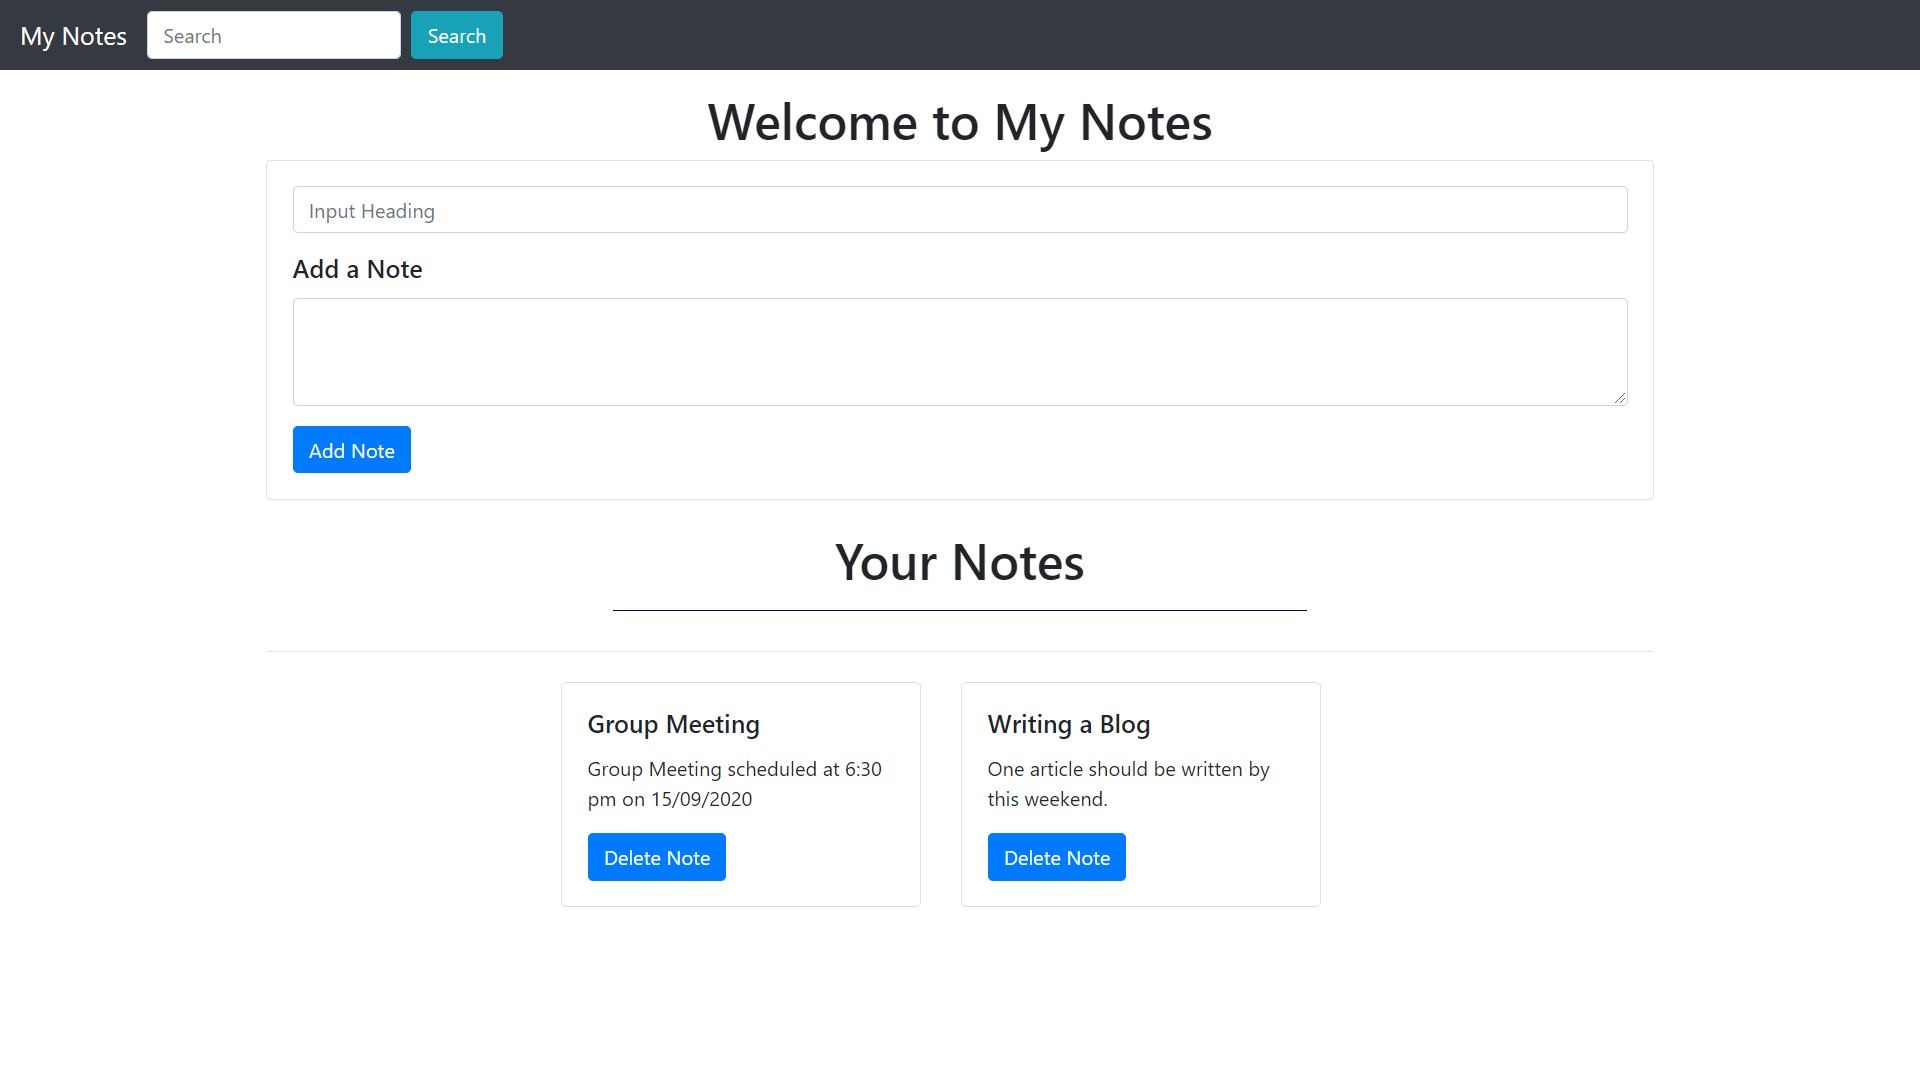 My Notes
Search
Search
Welcome to My Notes
Input Heading
Add a Note
Add Note
Your Notes
Group Meeting
Group Meeting scheduled at 6:30
pm on 15/09/2020
Delete Note
Writing a Blog
One article should be written by
this weekend.
Delete Note